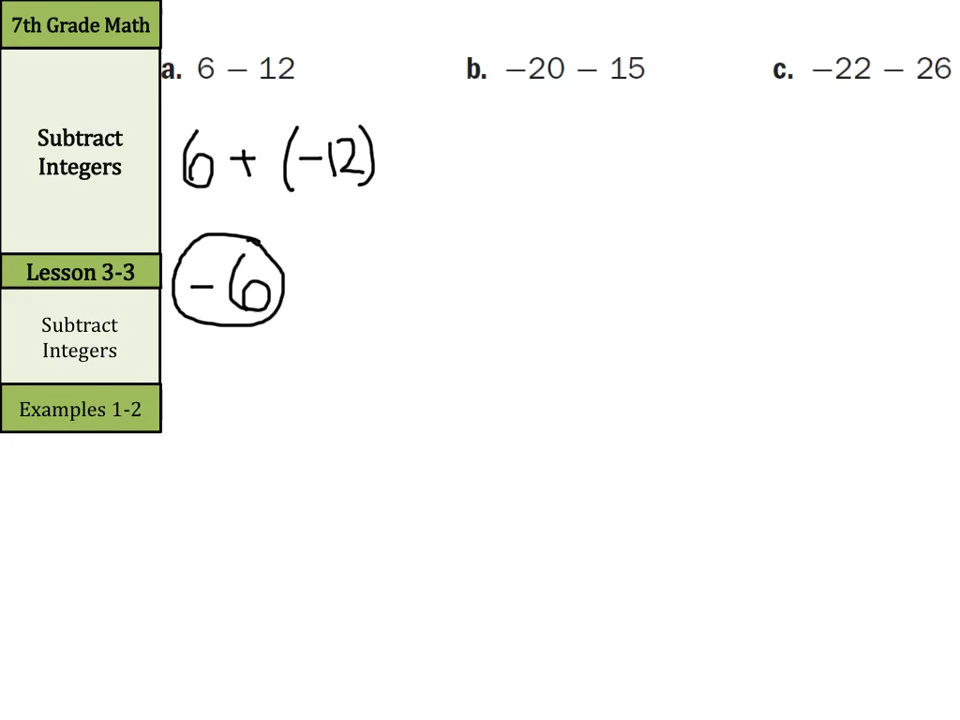 7th Grade Math
Subtract
Integers
Lesson 3-3
Subtract
Integers
Examples 1-2
a. 6 − 12
6 + (−12)
−6
b. −20 − 15
c. −22 − 26